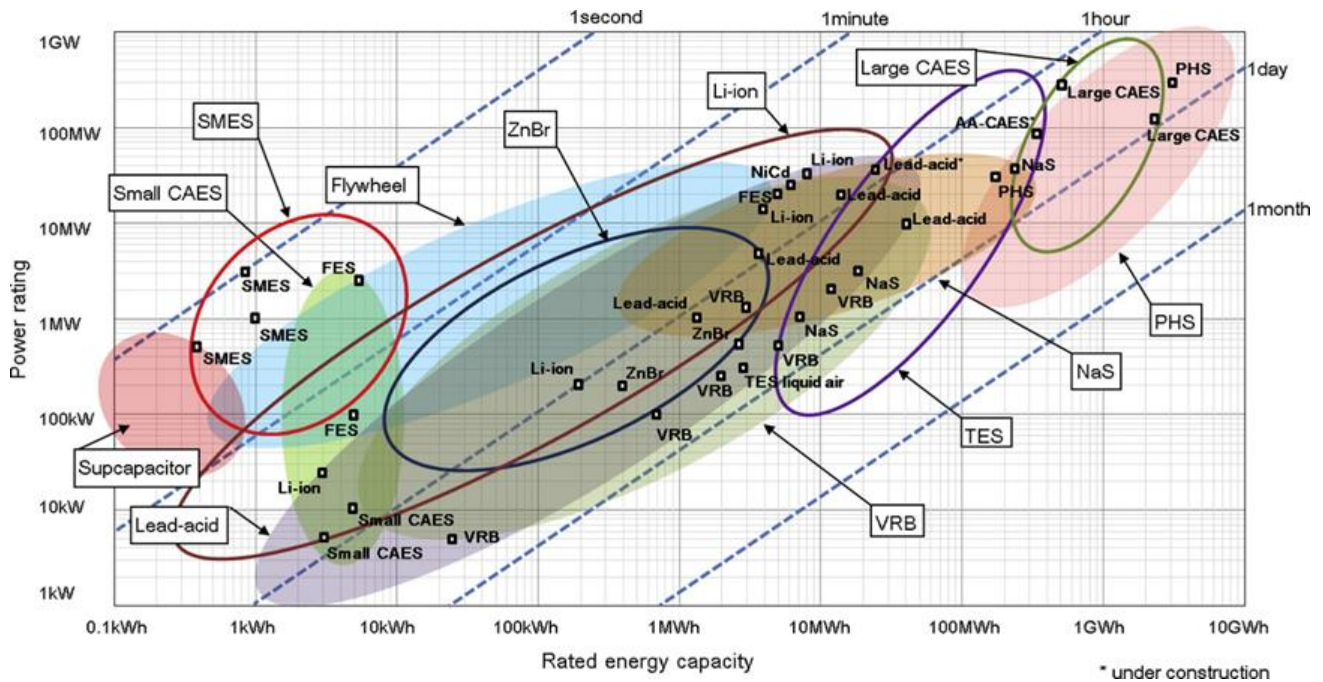 1second
1minute
1hour
1GW
Large CAES
PHS
1day
Li-ion
Large CAES
SMES
ZnBr
100MW
AA-CAES*
Large CAES
Li-ion
Lead-acid*
NaS
Small CAES
Flywheel
NiCd
PHS
FES
Lead-acid
10MW
Li-ion
Lead-acid
1month
FES
Lead-acid
SMES
NaS
Lead-acid
VRB
VRB
1MW
PHS
SMES
ZnBr
NaS
SMES
VRB
NaS
Li-ion
ZnBr
VRB
TES liquid air
100kW
FES
VRB
TES
Supcapacitor
Li-ion
10kW
Lead-acid
Small CAES
VRB
VRB
Small CAES
1kW
Power rating
0.1kWh
1kWh
10kWh
100kWh
1MWh
10MWh
100MWh
1GWh
10GWh
Rated energy capacity
* under construction